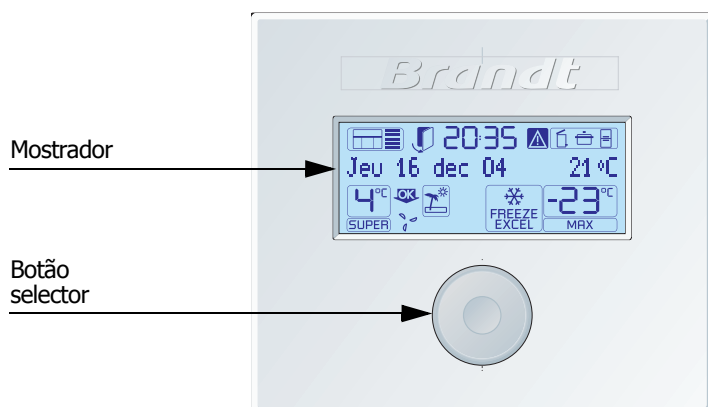 Brandt
20:35
Mostrador
Jeu 16 dec 04 21°C
4°C OK FREEZE EXCEL -23°C
SUPER MAX
Botão
selector